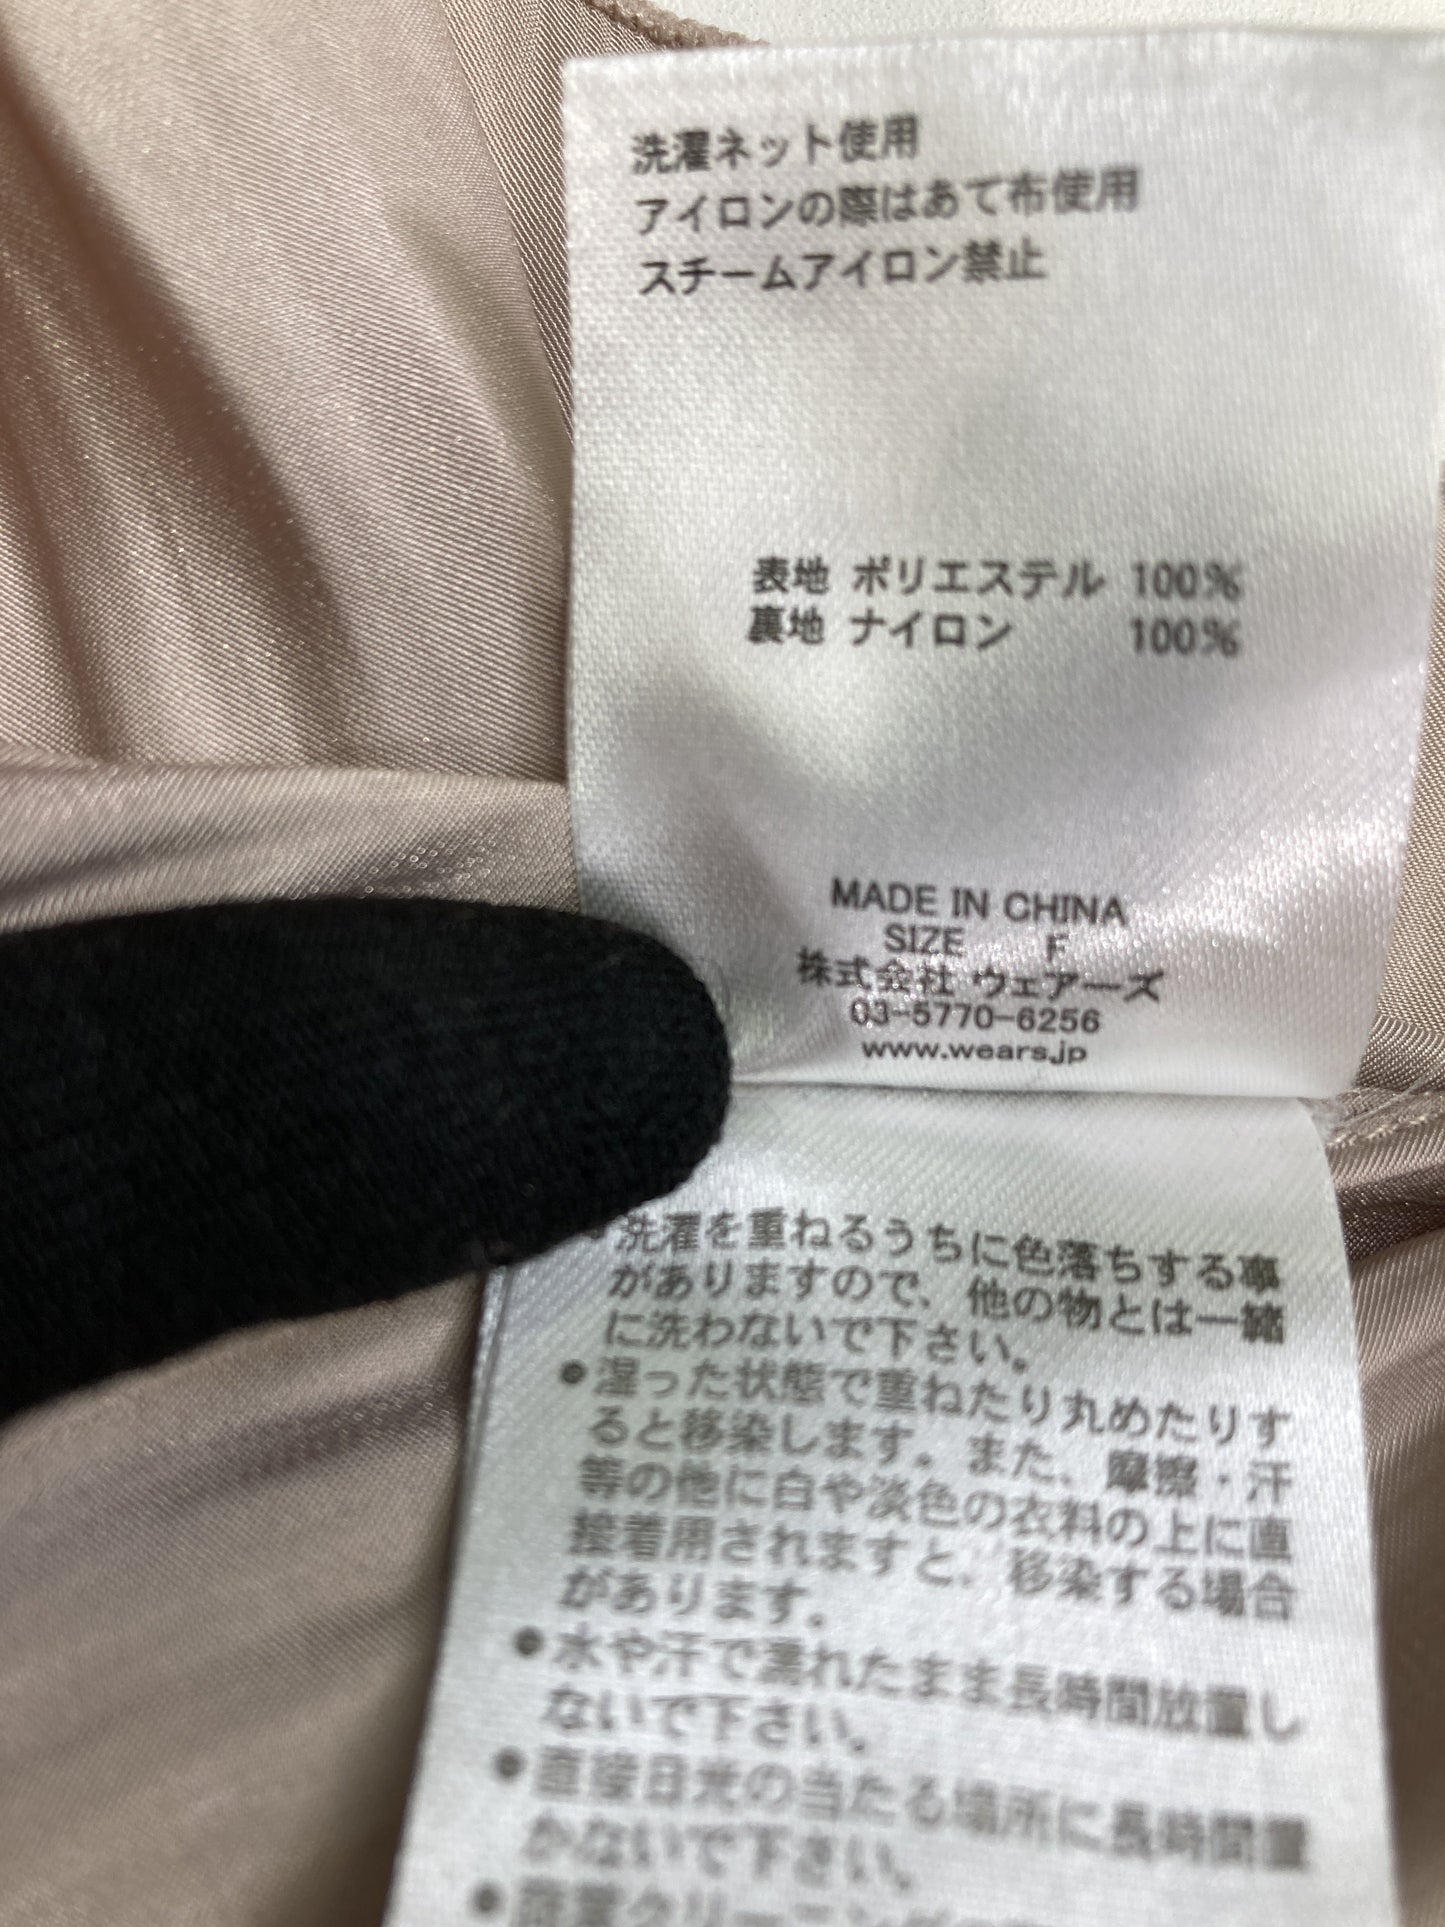 洗濯ネット使用
アイロンの際はあて布使用
スチームアイロン禁止
表地 ポリエステル 100%
裏地 ナイロン 100%
MADE IN CHINA
SIZE F
株式会社 ウェアーズ
03-5770-6256
www.wears.jp
洗濯を重ねるうちに色落ちする事
がありますので、他の物とは一緒
に洗わないで下さい。
●湿った状態で重ねたり丸めたりす
ると移染します。また、摩擦・汗
等の他に白や淡色の衣料の上に直
接着用されますと、移染する場合
があります。
●水や汗で濡れたまま長時間放置し
ないで下さい。
●直接日光の当たる場所に長時間置
かないで下さい。